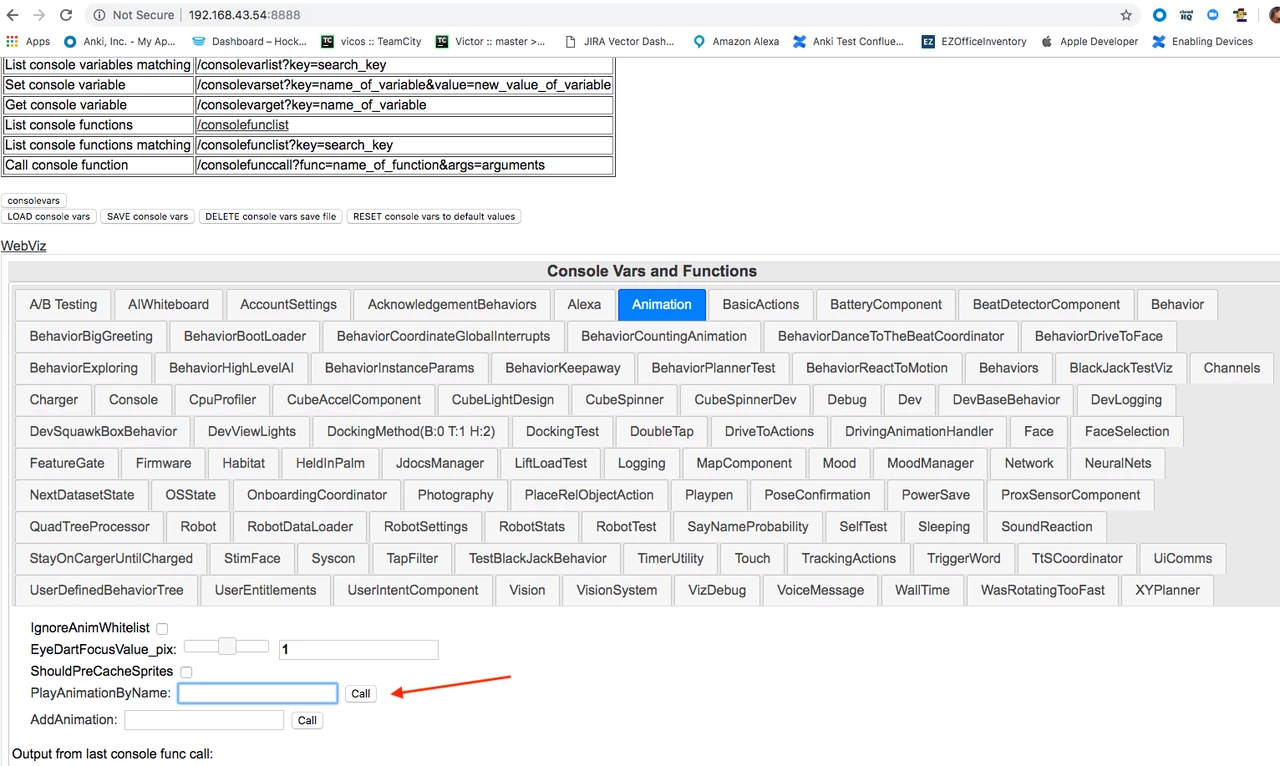 Not Secure | 192.168.43.54:8888
Apps Anki, Inc. - My Ap... Dashboard – Hock... TC vicos :: TeamCity TC Victor :: master >... JIRA Vector Dash... Amazon Alexa Anki Test Conflue... EZ EZOfficeInventory Apple Developer Enabling Devices
cloud HQ
List console variables matching /consolevarlist?key=search_key
Set console variable /consolevarset?key=name_of_variable&value=new_value_of_variable
Get console variable /consolevarget?key=name_of_variable
List console functions /consolefunclist
List console functions matching /consolefunclist?key=search_key
Call console function /consolefunccall?func=name_of_function&args=arguments
consolevars
LOAD console vars SAVE console vars DELETE console vars save file RESET console vars to default values
WebViz
Console Vars and Functions
A/B Testing AIWhiteboard AccountSettings AcknowledgementBehaviors Alexa Animation BasicActions BatteryComponent BeatDetectorComponent Behavior
BehaviorBigGreeting BehaviorBootLoader BehaviorCoordinateGlobalInterrupts BehaviorCountingAnimation BehaviorDanceToTheBeatCoordinator BehaviorDriveToFace
BehaviorExploring BehaviorHighLevelAI BehaviorInstanceParams BehaviorKeepaway BehaviorPlannerTest BehaviorReactToMotion Behaviors BlackJackTestViz Channels
Charger Console CpuProfiler CubeAccelComponent CubeLightDesign CubeSpinner CubeSpinnerDev Debug Dev DevBaseBehavior DevLogging
DevSquawkBoxBehavior DevViewLights DockingMethod(B:0 T:1 H:2) DockingTest DoubleTap DriveToActions DrivingAnimationHandler Face FaceSelection
FeatureGate Firmware Habitat HeldInPalm JdocsManager LiftLoadTest Logging MapComponent Mood MoodManager Network NeuralNets
NextDatasetState OSState OnboardingCoordinator Photography PlaceRelObjectAction Playpen PoseConfirmation PowerSave ProxSensorComponent
QuadTreeProcessor Robot RobotDataLoader RobotSettings RobotStats RobotTest SayNameProbability SelfTest Sleeping SoundReaction
StayOnCargerUntilCharged StimFace Syscon TapFilter TestBlackJackBehavior TimerUtility Touch TrackingActions TriggerWord TtSCoordinator UiComms
UserDefinedBehaviorTree UserEntitlements UserIntentComponent Vision VisionSystem VizDebug VoiceMessage WallTime WasRotatingTooFast XYPlanner
IgnoreAnimWhitelist
EyeDartFocusValue_pix: 1
ShouldPreCacheSprites
PlayAnimationByName: Call
AddAnimation: Call
Output from last console func call: